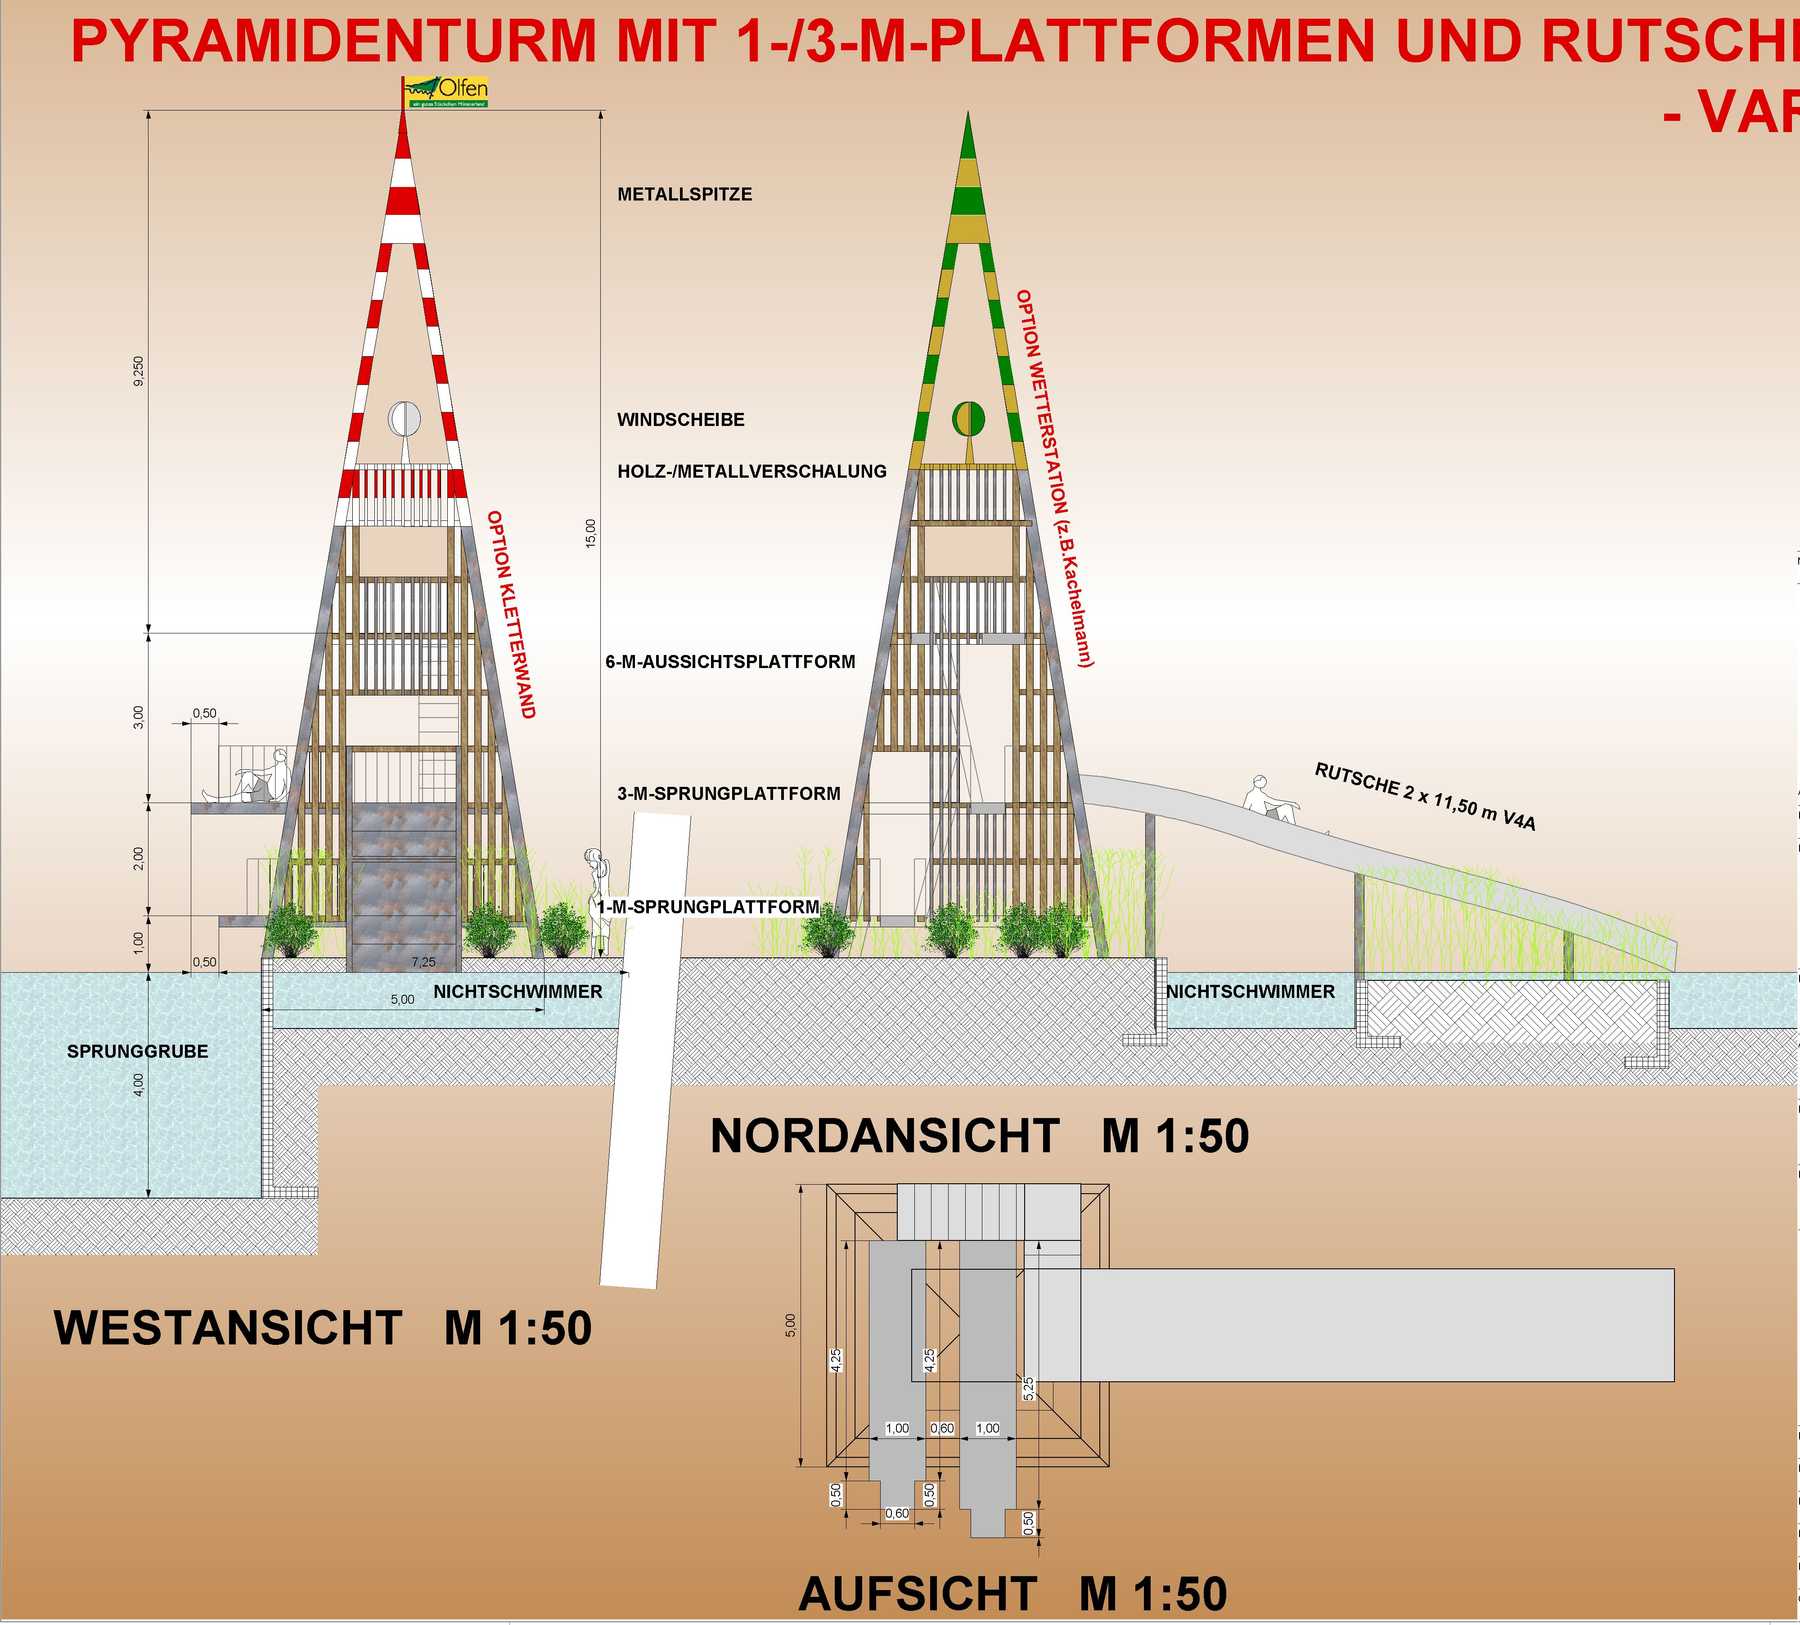 PYRAMIDENTURM MIT 1-/3-M-PLATTFORMEN UND RUTSCHE
- VAR
Olfen
METALLSPITZE
9,250
OPTION WETTERSTATION (z.B.Kachelmann)
WINDSCHEIBE
HOLZ-/METALLVERSCHALUNG
15,00
OPTION KLETTERWAND
6-M-AUSSICHTSPLATTFORM
3,00
0,50
RUTSCHE 2 x 11,50 m V4A
3-M-SPRUNGPLATTFORM
2,00
1-M-SPRUNGPLATTFORM
1,00
0,50
7,25
NICHTSCHWIMMER
NICHTSCHWIMMER
5,00
SPRUNGGRUBE
4,00
NORDANSICHT M 1:50
WESTANSICHT M 1:50
5,00
4,25
4,25
5,25
1,00
0,60
1,00
0,50
0,50
0,60
0,50
AUFSICHT M 1:50